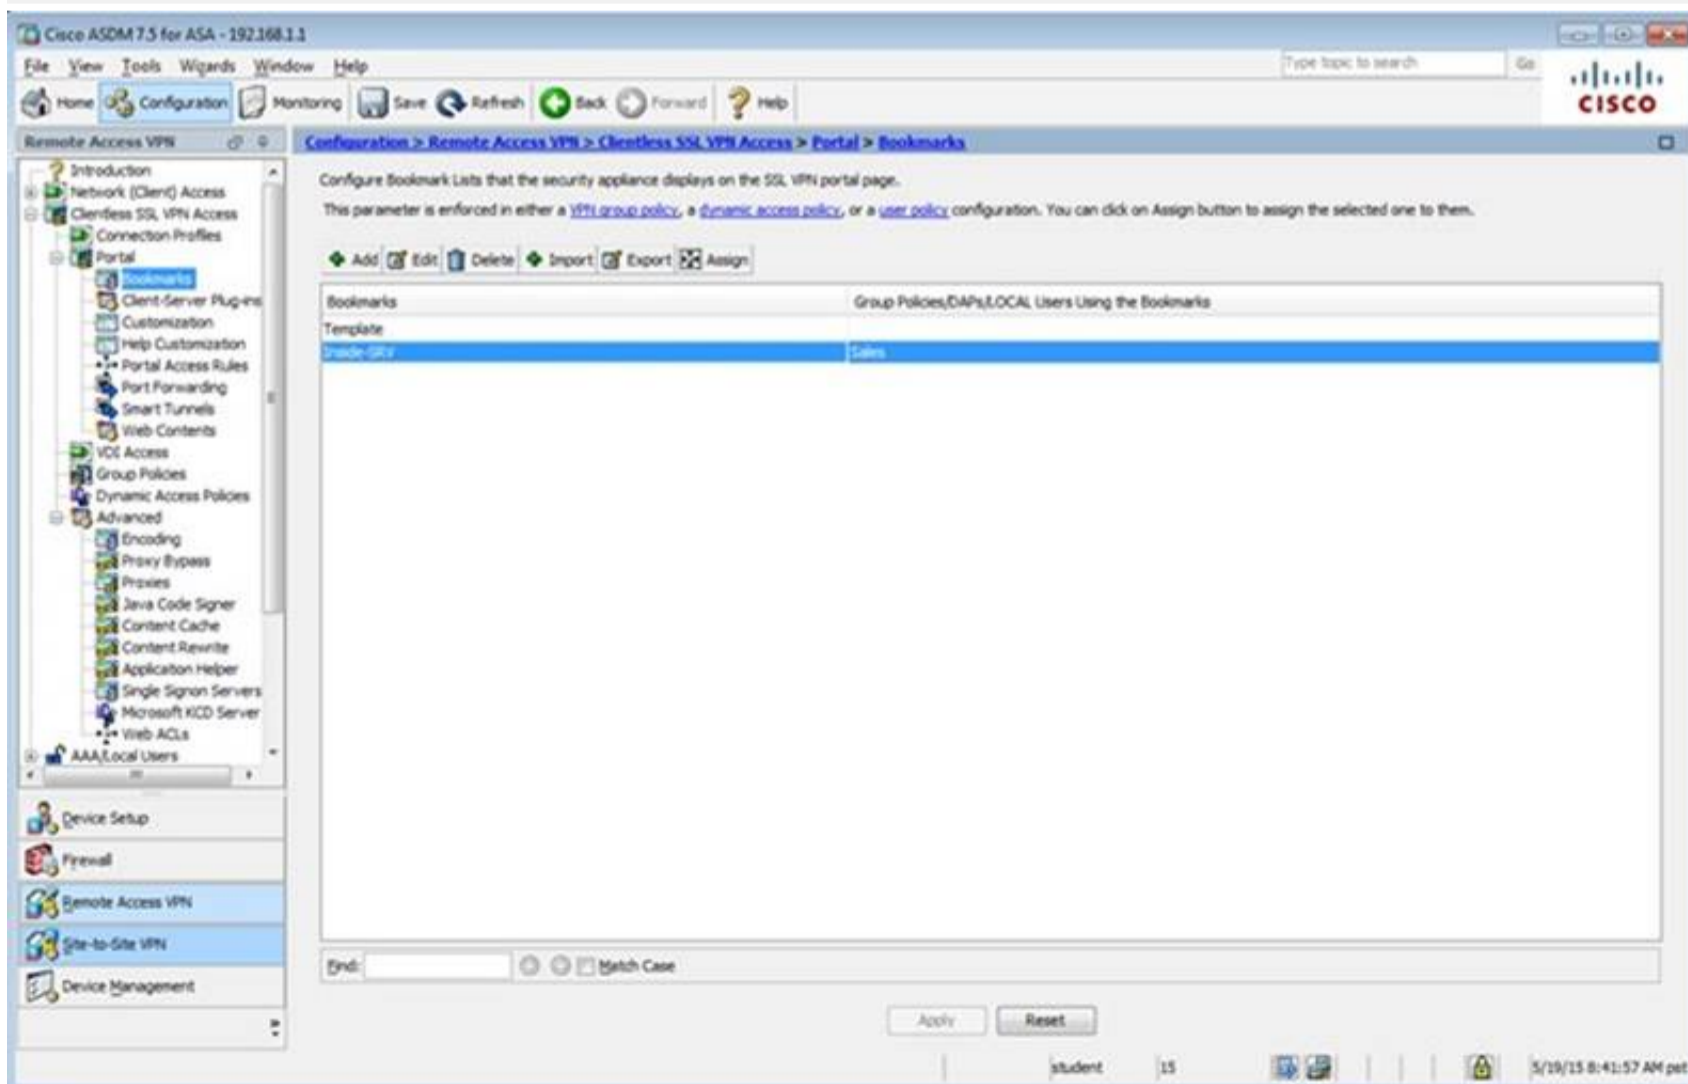 Cisco ASDM 7.5 for ASA - 192.168.1.1
File View Tools Wizards Window Help
Type topic to search Go
Home Configuration Monitoring Save Refresh Back Forward Help
CISCO
Remote Access VPN
Configuration > Remote Access VPN > Clientless SSL VPN Access > Portal > Bookmarks
Introduction
Network (Client) Access
Clientless SSL VPN Access
Connection Profiles
Portal
Bookmarks
Client-Server Plug-ins
Customization
Help Customization
Portal Access Rules
Port Forwarding
Smart Tunnels
Web Contents
VDI Access
Group Policies
Dynamic Access Policies
Advanced
Encoding
Proxy Bypass
Proxies
Java Code Signer
Content Cache
Content Rewrite
Application Helper
Single Signon Servers
Microsoft KCD Server
Web ACLs
AAA/Local Users
Device Setup
Firewall
Remote Access VPN
Site-to-Site VPN
Device Management
Configure Bookmark Lists that the security appliance displays on the SSL VPN portal page.
This parameter is enforced in either a VPN group policy, a dynamic access policy, or a user policy configuration. You can click on Assign button to assign the selected one to them.
Add Edit Delete Import Export Assign
Bookmarks Group Policies/DAPs/LOCAL Users Using the Bookmarks
Template
Inside-SRV Sales
Find: Match Case
Apply Reset
student 15 5/19/15 8:41:57 AM pst